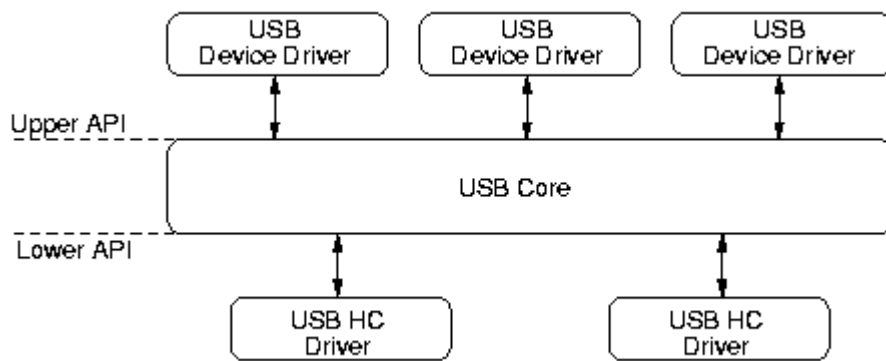 USB
Device Driver
USB
Device Driver
USB
Device Driver
Upper API
USB Core
Lower API
USB HC
Driver
USB HC
Driver